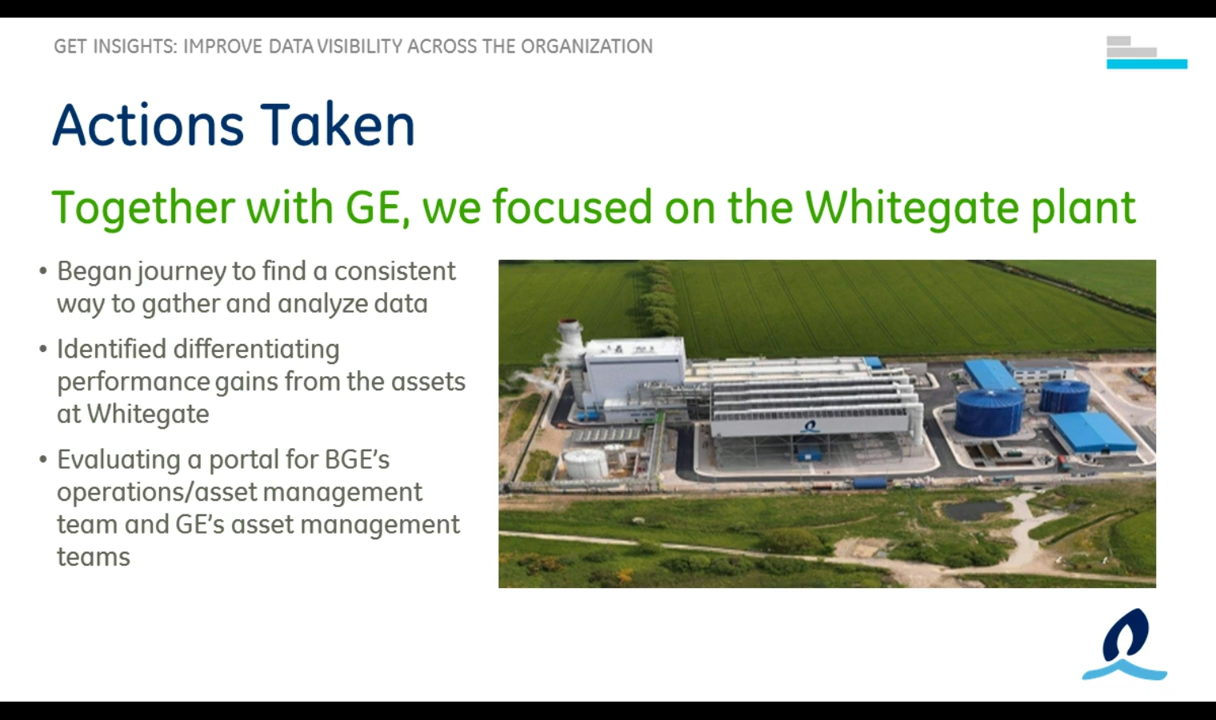 GET INSIGHTS: IMPROVE DATA VISIBILITY ACROSS THE ORGANIZATION
Actions Taken
Together with GE, we focused on the Whitegate plant
• Began journey to find a consistent
way to gather and analyze data
• Identified differentiating
performance gains from the assets
at Whitegate
• Evaluating a portal for BGE's
operations/asset management
team and GE's asset management
teams